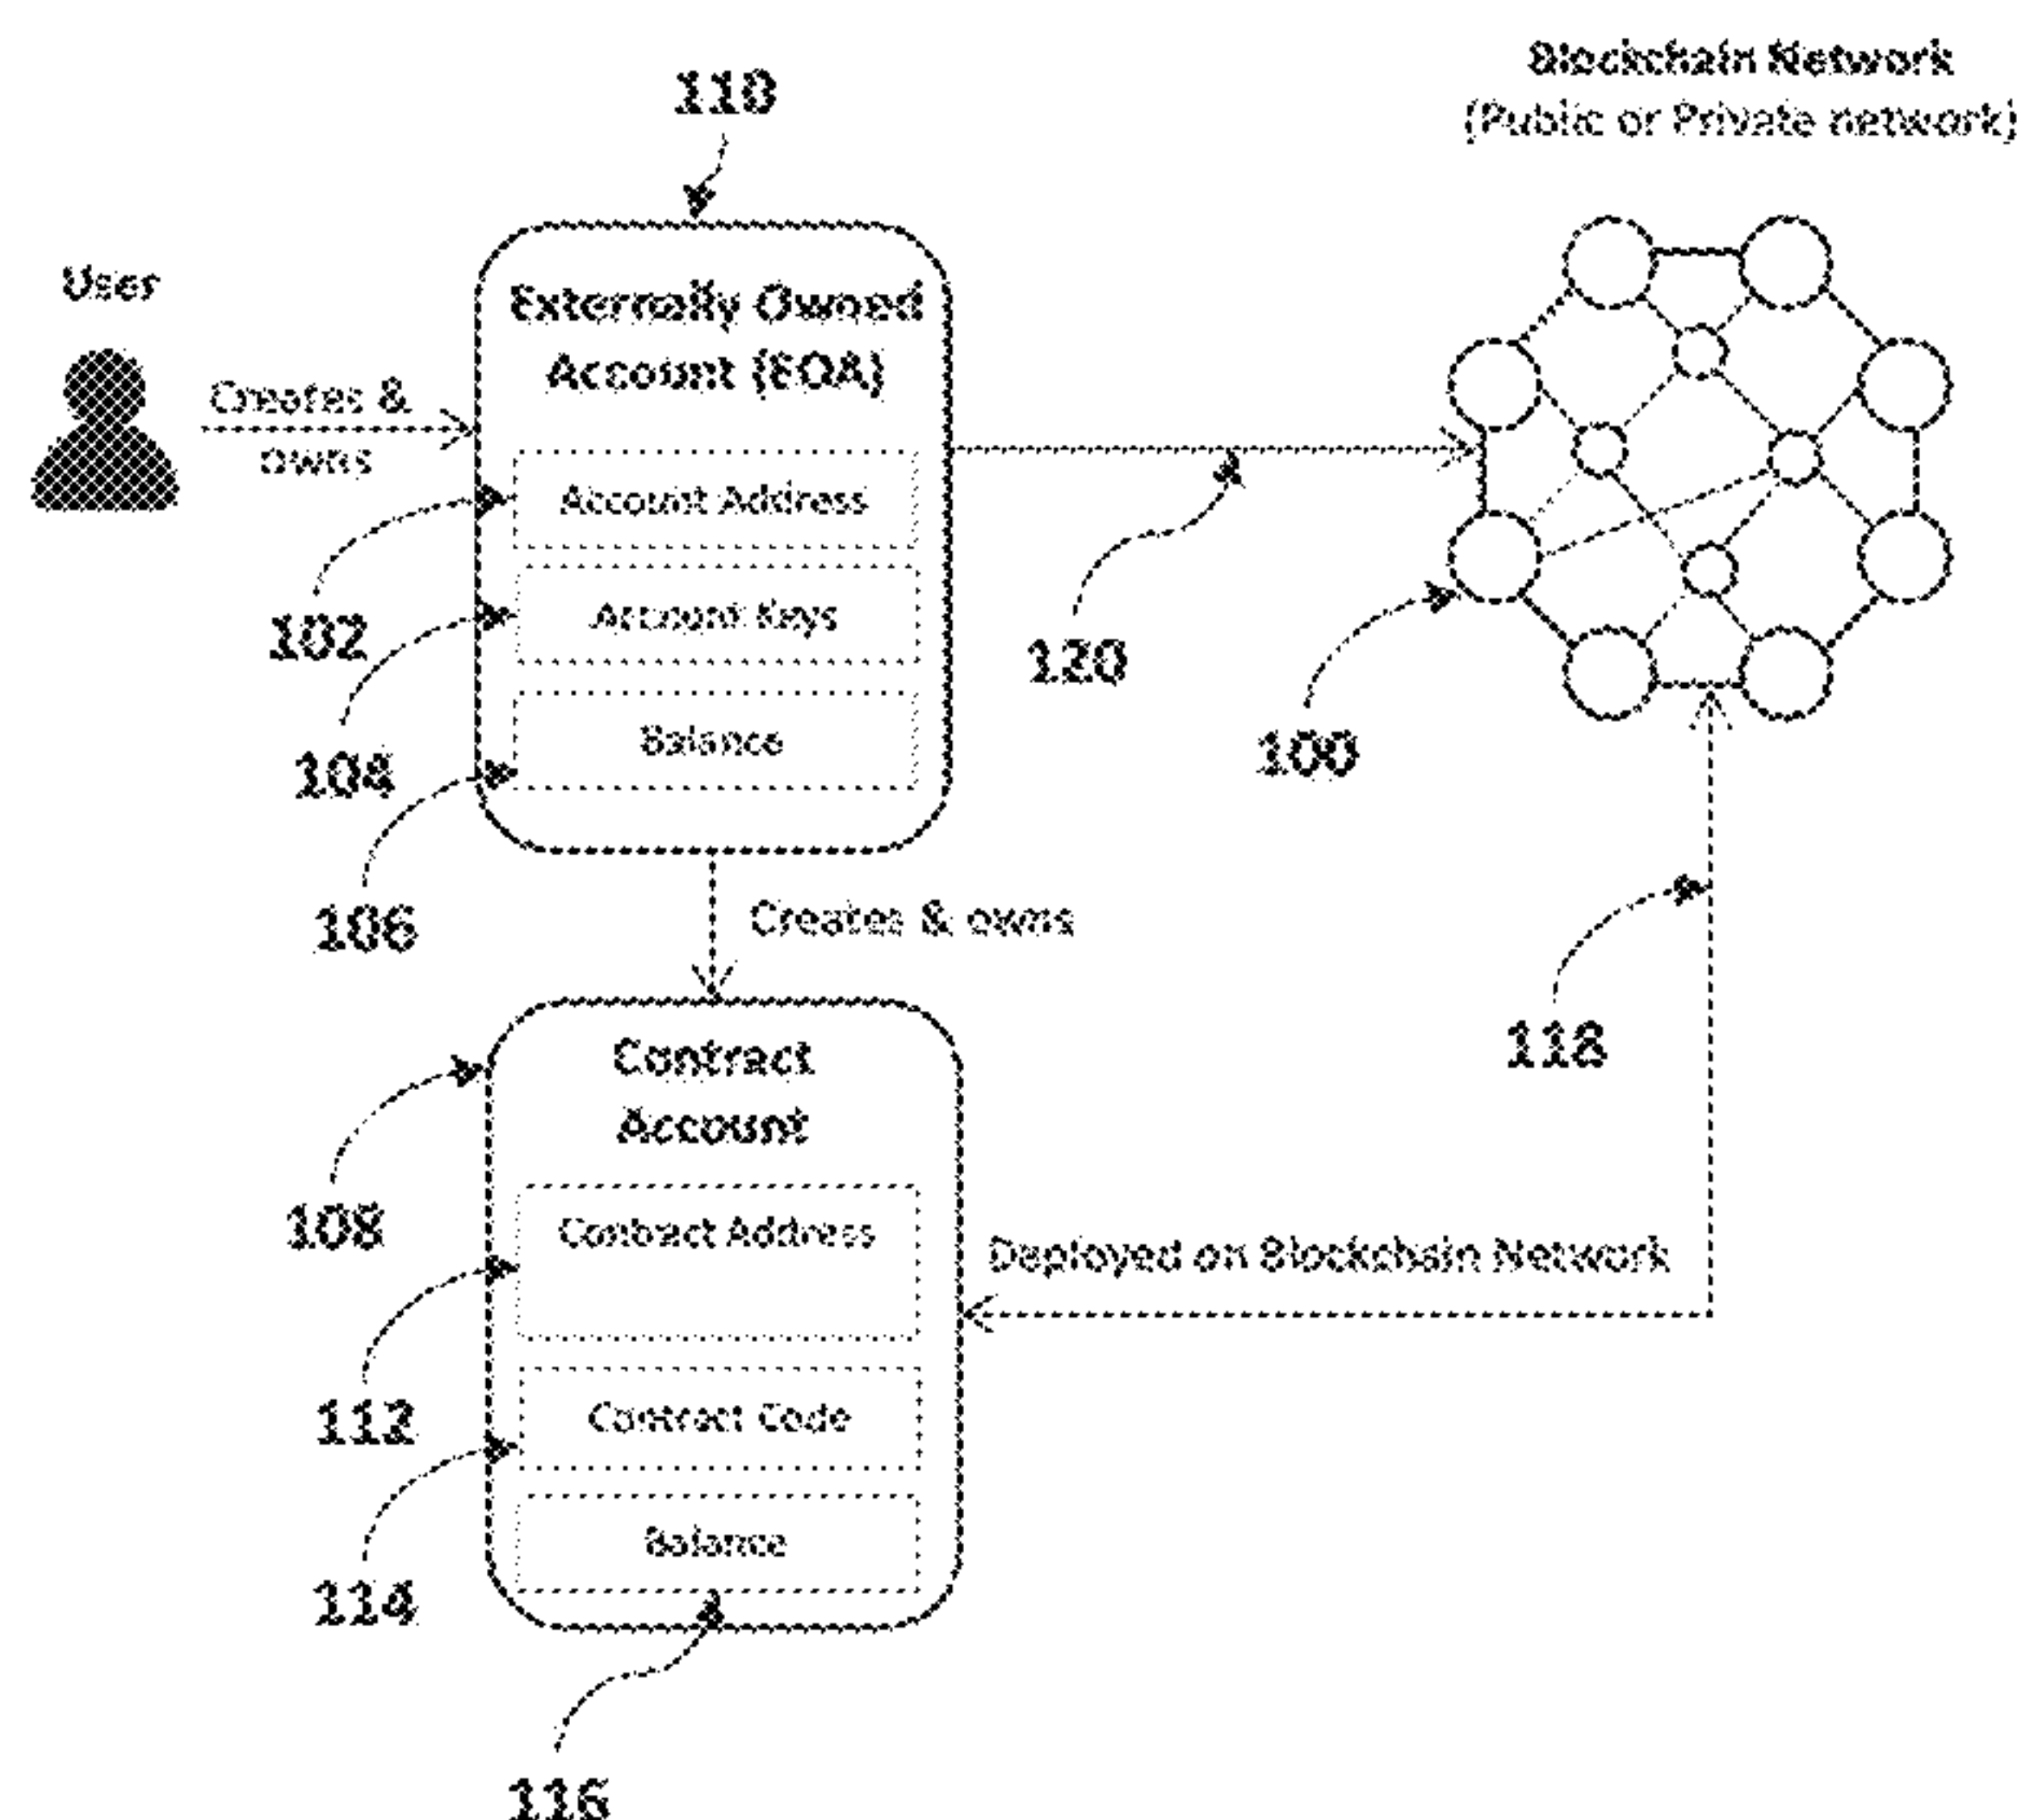 110
Blockchain Network
(Public or Private network)
User
Externally Owned
Account (EOA)
Creates &
owns
Account Address
102
Account Keys
104
Balance
106
120
100
Creates & owns
Contract
Account
108
118
Contract Address
Deployed on Blockchain Network
112
Contract Code
114
Balance
116